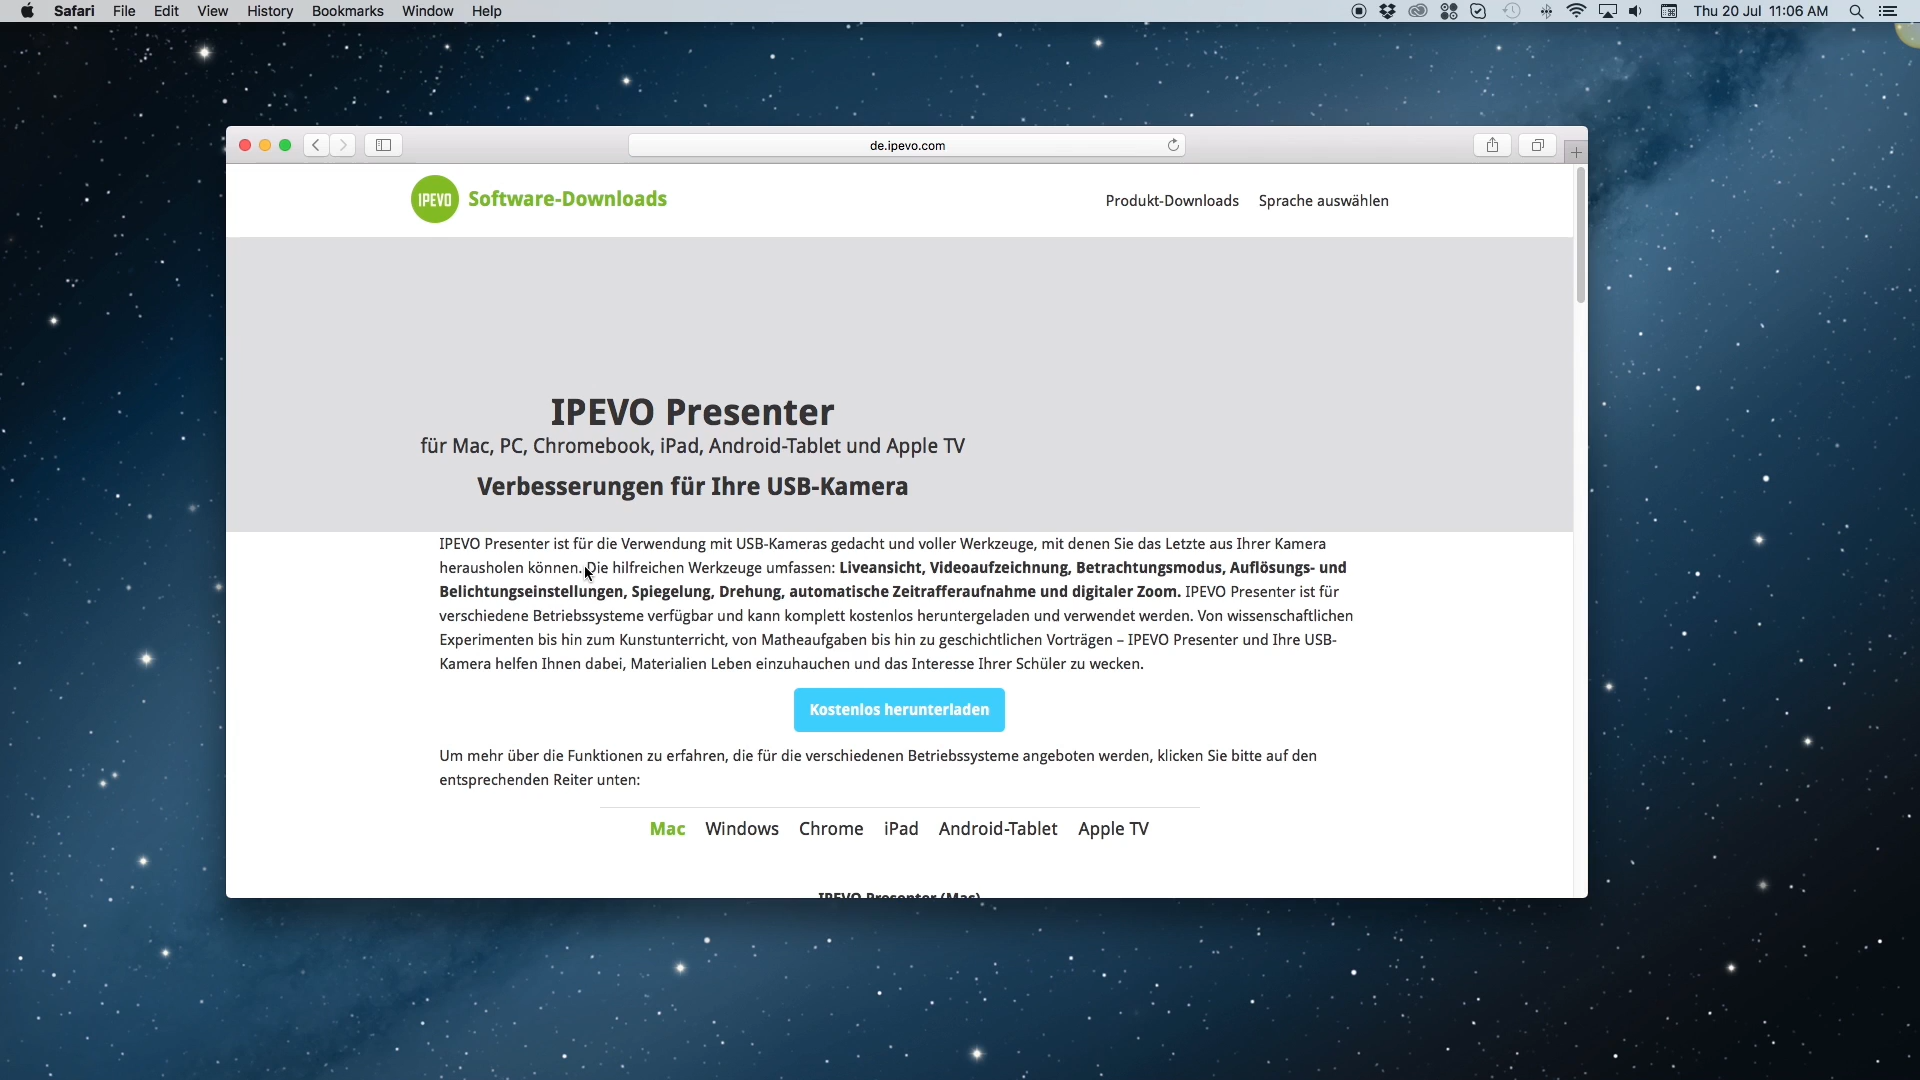 Safari File Edit View History Bookmarks Window Help Thu 20 Jul 11:06 AM
de.ipevo.com
IPEVO Software-Downloads Produkt-Downloads Sprache auswählen
IPEVO Presenter
für Mac, PC, Chromebook, iPad, Android-Tablet und Apple TV
Verbesserungen für Ihre USB-Kamera
IPEVO Presenter ist für die Verwendung mit USB-Kameras gedacht und voller Werkzeuge, mit denen Sie das Letzte aus Ihrer Kamera
herausholen können. Die hilfreichen Werkzeuge umfassen: Liveansicht, Videoaufzeichnung, Betrachtungsmodus, Auflösungs- und
Belichtungseinstellungen, Spiegelung, Drehung, automatische Zeitrafferaufnahme und digitaler Zoom. IPEVO Presenter ist für
verschiedene Betriebssysteme verfügbar und kann komplett kostenlos heruntergeladen und verwendet werden. Von wissenschaftlichen
Experimenten bis hin zum Kunstunterricht, von Matheaufgaben bis hin zu geschichtlichen Vorträgen – IPEVO Presenter und Ihre USB-
Kamera helfen Ihnen dabei, Materialien Leben einzuhauchen und das Interesse Ihrer Schüler zu wecken.
Kostenlos herunterladen
Um mehr über die Funktionen zu erfahren, die für die verschiedenen Betriebssysteme angeboten werden, klicken Sie bitte auf den
entsprechenden Reiter unten:
Mac Windows Chrome iPad Android-Tablet Apple TV
IPEVO Presenter (Mac)